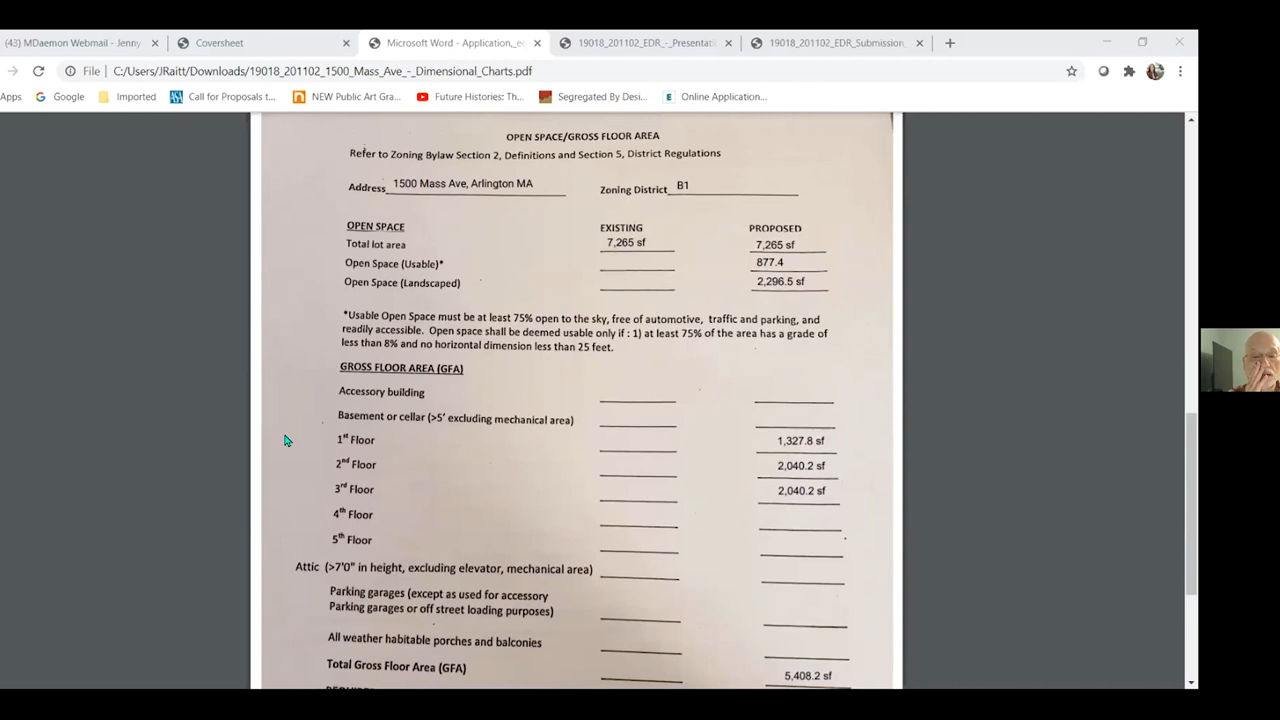 (43) MDaemon Webmail - Jenny
Coversheet
Microsoft Word - Application,_ec
19018_201102_EDR_-_Presentati
19018_201102_EDR_Submission_
File
C:/Users/JRaitt/Downloads/19018_201102_1500_Mass_Ave_-_Dimensional_Charts.pdf
Apps Google Imported Call for Proposals t... NEW Public Art Gra... Future Histories: Th... Segregated By Desi... Online Application...
OPEN SPACE/GROSS FLOOR AREA
Refer to Zoning Bylaw Section 2, Definitions and Section 5, District Regulations
Address 1500 Mass Ave, Arlington MA Zoning District B1
OPEN SPACE EXISTING PROPOSED
Total lot area 7,265 sf 7,265 sf
Open Space (Usable)* 877.4
Open Space (Landscaped) 2,296.5 sf
*Usable Open Space must be at least 75% open to the sky, free of automotive, traffic and parking, and
readily accessible. Open space shall be deemed usable only if : 1) at least 75% of the area has a grade of
less than 8% and no horizontal dimension less than 25 feet.
GROSS FLOOR AREA (GFA)
Accessory building
Basement or cellar (>5' excluding mechanical area)
1st Floor 1,327.8 sf
2nd Floor 2,040.2 sf
3rd Floor 2,040.2 sf
4th Floor
5th Floor
Attic (>7'0" in height, excluding elevator, mechanical area)
Parking garages (except as used for accessory
Parking garages or off street loading purposes)
All weather habitable porches and balconies
Total Gross Floor Area (GFA) 5,408.2 sf